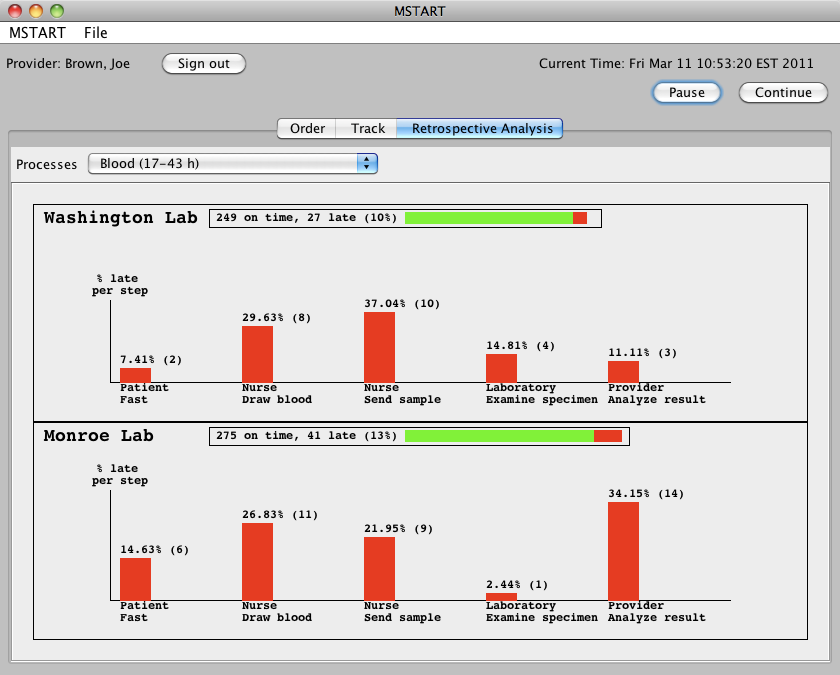 MSTART
MSTART File
Provider: Brown, Joe Sign out Current Time: Fri Mar 11 10:53:20 EST 2011
Pause Continue
Order Track Retrospective Analysis
Processes Blood (17-43 h)
Washington Lab 249 on time, 27 late (10%)
% late
per step
37.04% (10)
29.63% (8)
14.81% (4)
11.11% (3)
7.41% (2)
Patient Nurse Nurse Laboratory Provider
Fast Draw blood Send sample Examine specimen Analyze result
Monroe Lab 275 on time, 41 late (13%)
% late
per step
34.15% (14)
26.83% (11)
21.95% (9)
14.63% (6)
2.44% (1)
Patient Nurse Nurse Laboratory Provider
Fast Draw blood Send sample Examine specimen Analyze result